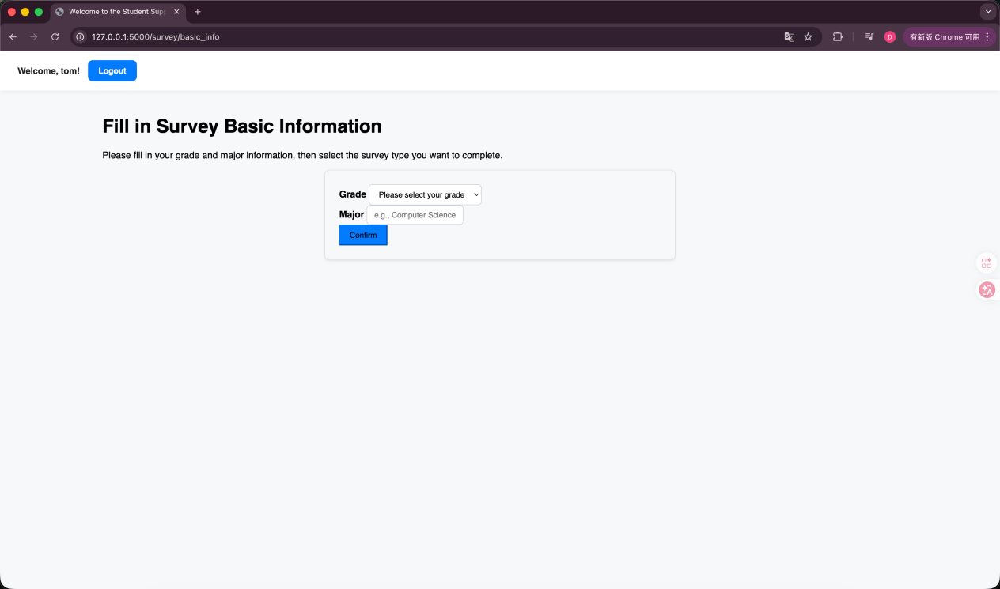 Welcome to the Student Sup
127.0.0.1:5000/survey/basic_info
D
有新版 Chrome 可用
Welcome, tom!
Logout
Fill in Survey Basic Information
Please fill in your grade and major information, then select the survey type you want to complete.
Grade
Please select your grade
Major
e.g., Computer Science
Confirm